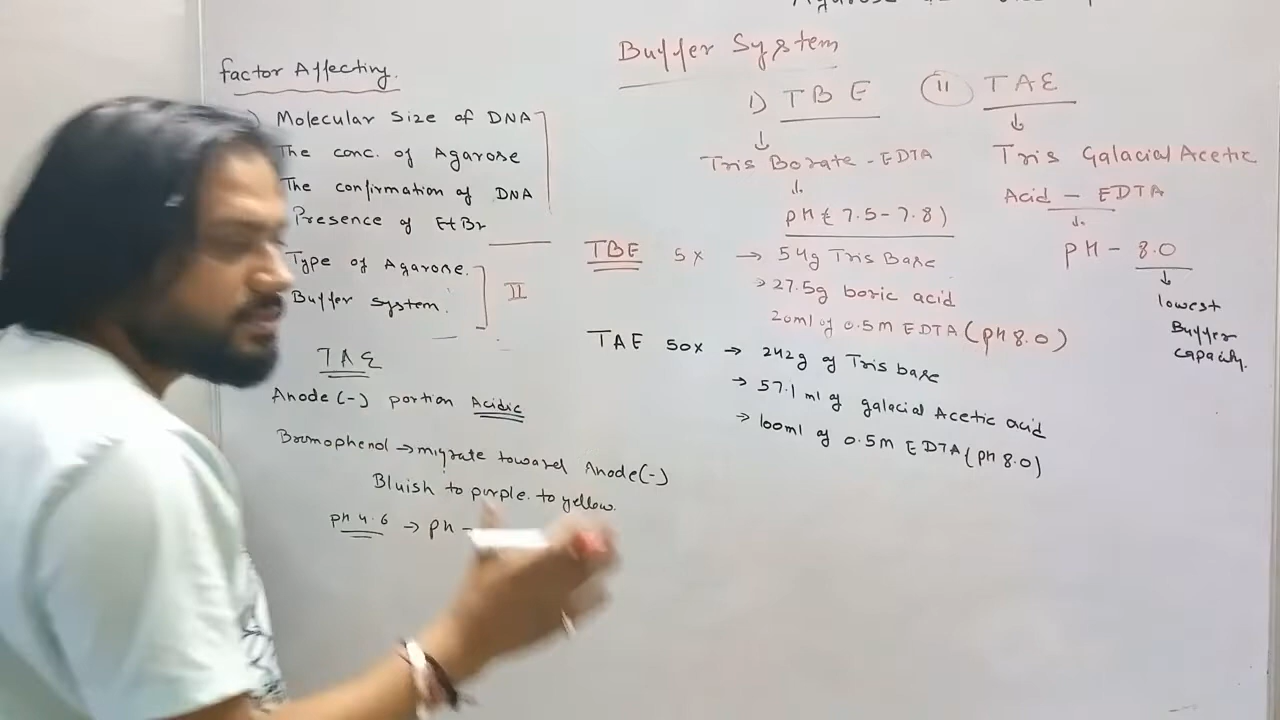 Buffer System
factor Affecting.
) Molecular Size of DNA
The conc. of Agarose
The confirmation of DNA
Presence of EtBr
Type of Agarose.
Buffer system.
II
TAE
Anode (-) portion Acidic
Bromophenol → migrate toward Anode (-)
Bluish to purple. to yellow.
pH 4.6 → pH -
1) TBE
↓
Tris Borate - EDTA
↓
pH ( 7.5 - 7.8 )
TBE 5x → 54g Tris Base
→ 27.5g boric acid
20ml of 0.5M EDTA (pH 8.0)
TAE 50x → 242g of Tris base
→ 57.1 ml of galacial Acetic acid
→ 100ml of 0.5M EDTA (pH 8.0)
II TAE
↓
Tris Galacial Acetic
Acid - EDTA
↓
pH - 8.0
↓
lowest
Buffer
capacity.